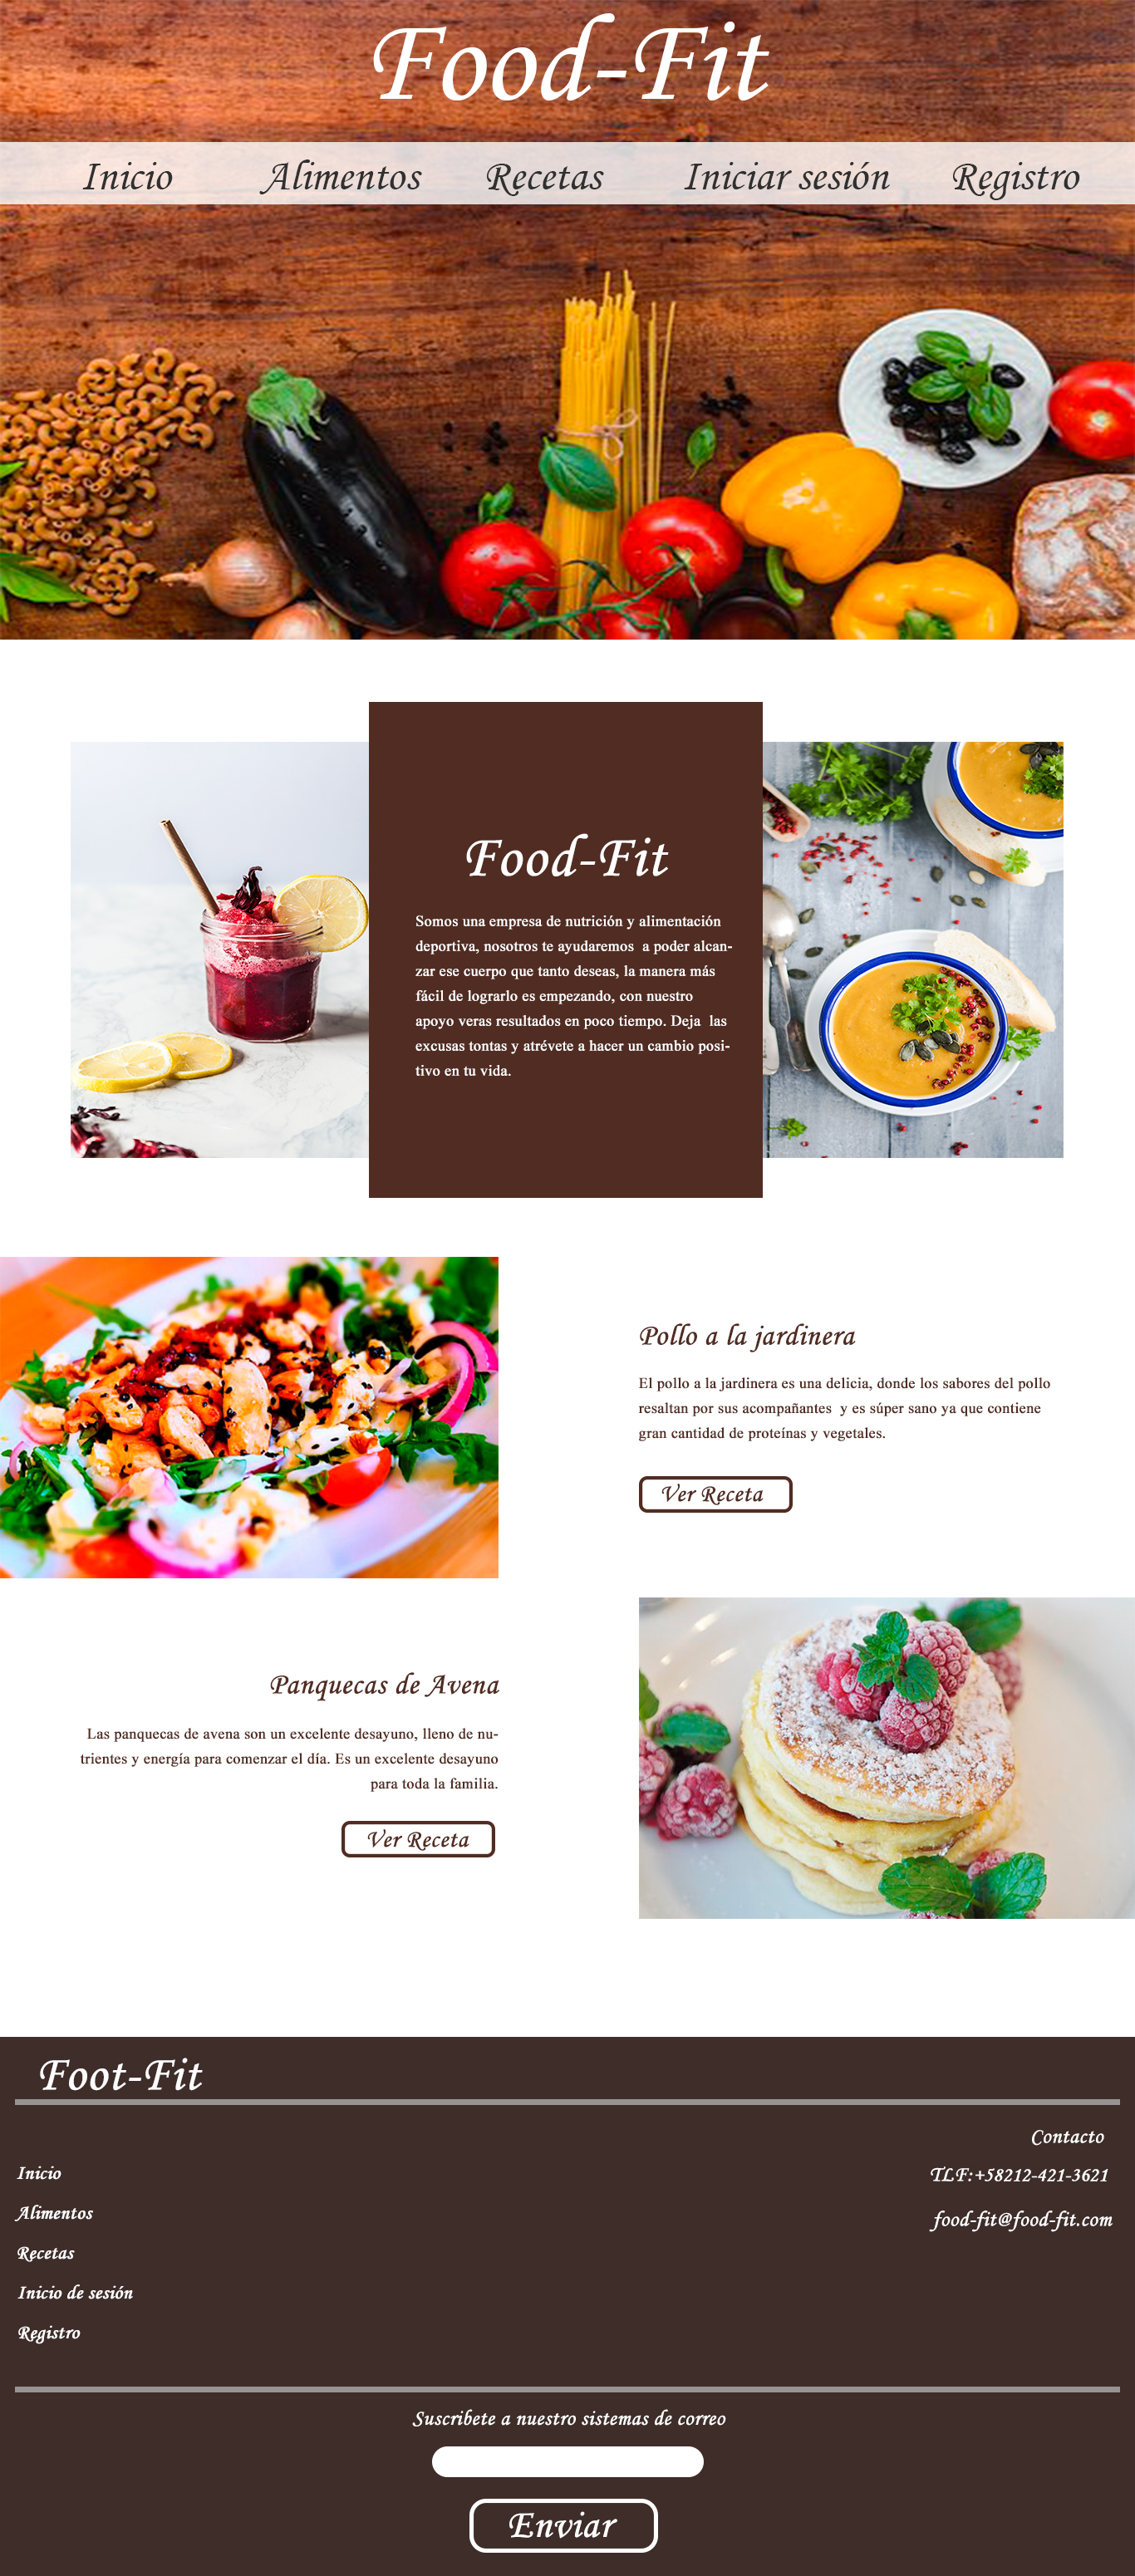 Food-Fit
Inicio Alimentos Recetas Iniciar sesión Registro
Food-Fit
Somos una empresa de nutrición y alimentación
deportiva, nosotros te ayudaremos a poder alcan-
zar ese cuerpo que tanto deseas, la manera más
fácil de lograrlo es empezando, con nuestro
apoyo veras resultados en poco tiempo. Deja las
excusas tontas y atrévete a hacer un cambio posi-
tivo en tu vida.
Pollo a la jardinera
El pollo a la jardinera es una delicia, donde los sabores del pollo
resaltan por sus acompañantes y es súper sano ya que contiene
gran cantidad de proteínas y vegetales.
Ver Receta
Panquecas de Avena
Las panquecas de avena son un excelente desayuno, lleno de nu-
trientes y energía para comenzar el día. Es un excelente desayuno
para toda la familia.
Ver Receta
Foot-Fit
Inicio
Alimentos
Recetas
Inicio de sesión
Registro
Contacto
TLF:+58212-421-3621
food-fit@food-fit.com
Suscribete a nuestro sistemas de correo
Enviar